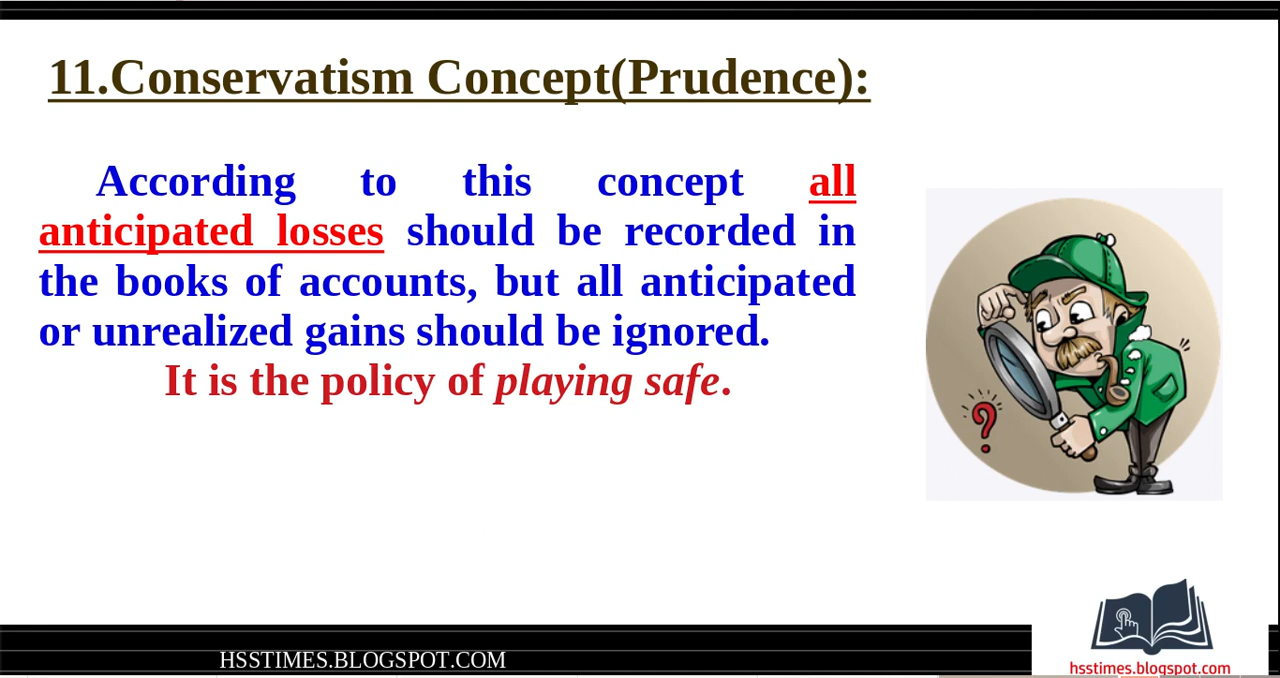 11.Conservatism Concept(Prudence):
According to this concept all
anticipated losses should be recorded in
the books of accounts, but all anticipated
or unrealized gains should be ignored.
It is the policy of playing safe.
?
HSSTIMES.BLOGSPOT.COM
hsstimes.blogspot.com